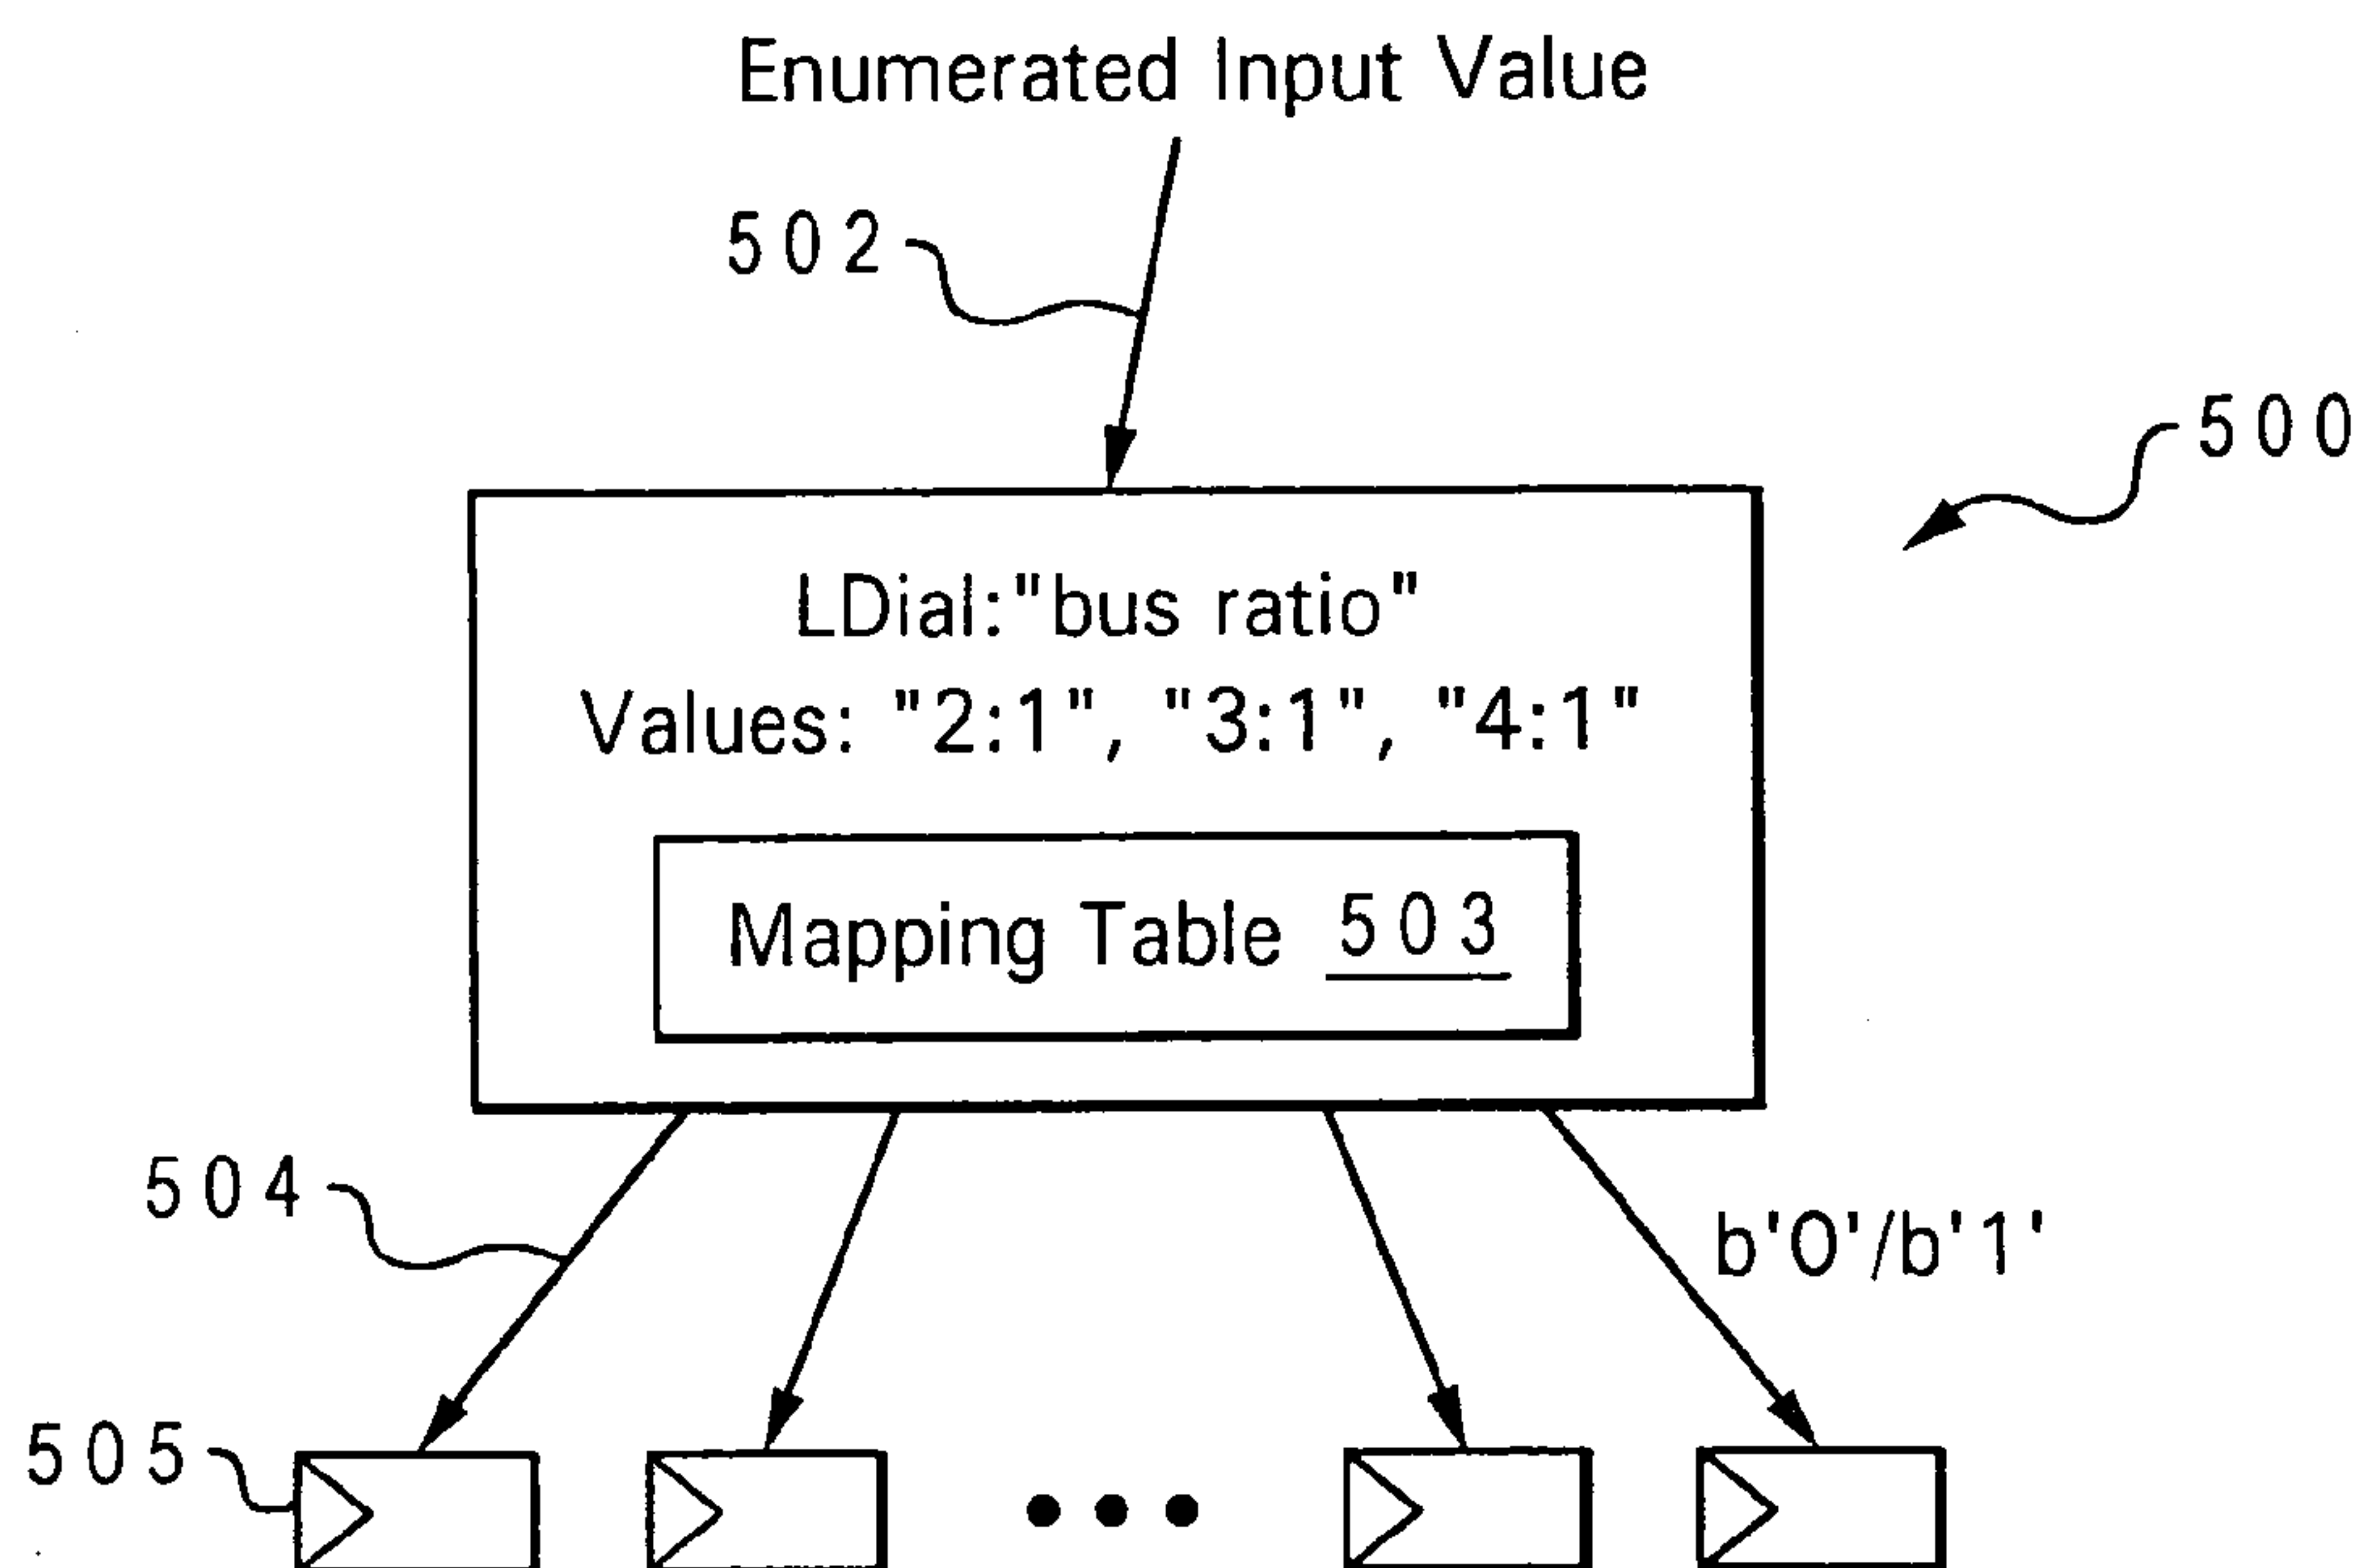 Enumerated Input Value
502
500
LDial:"bus ratio"
Values: "2:1", "3:1", "4:1"
Mapping Table 503
504
b'0'/b'1'
505